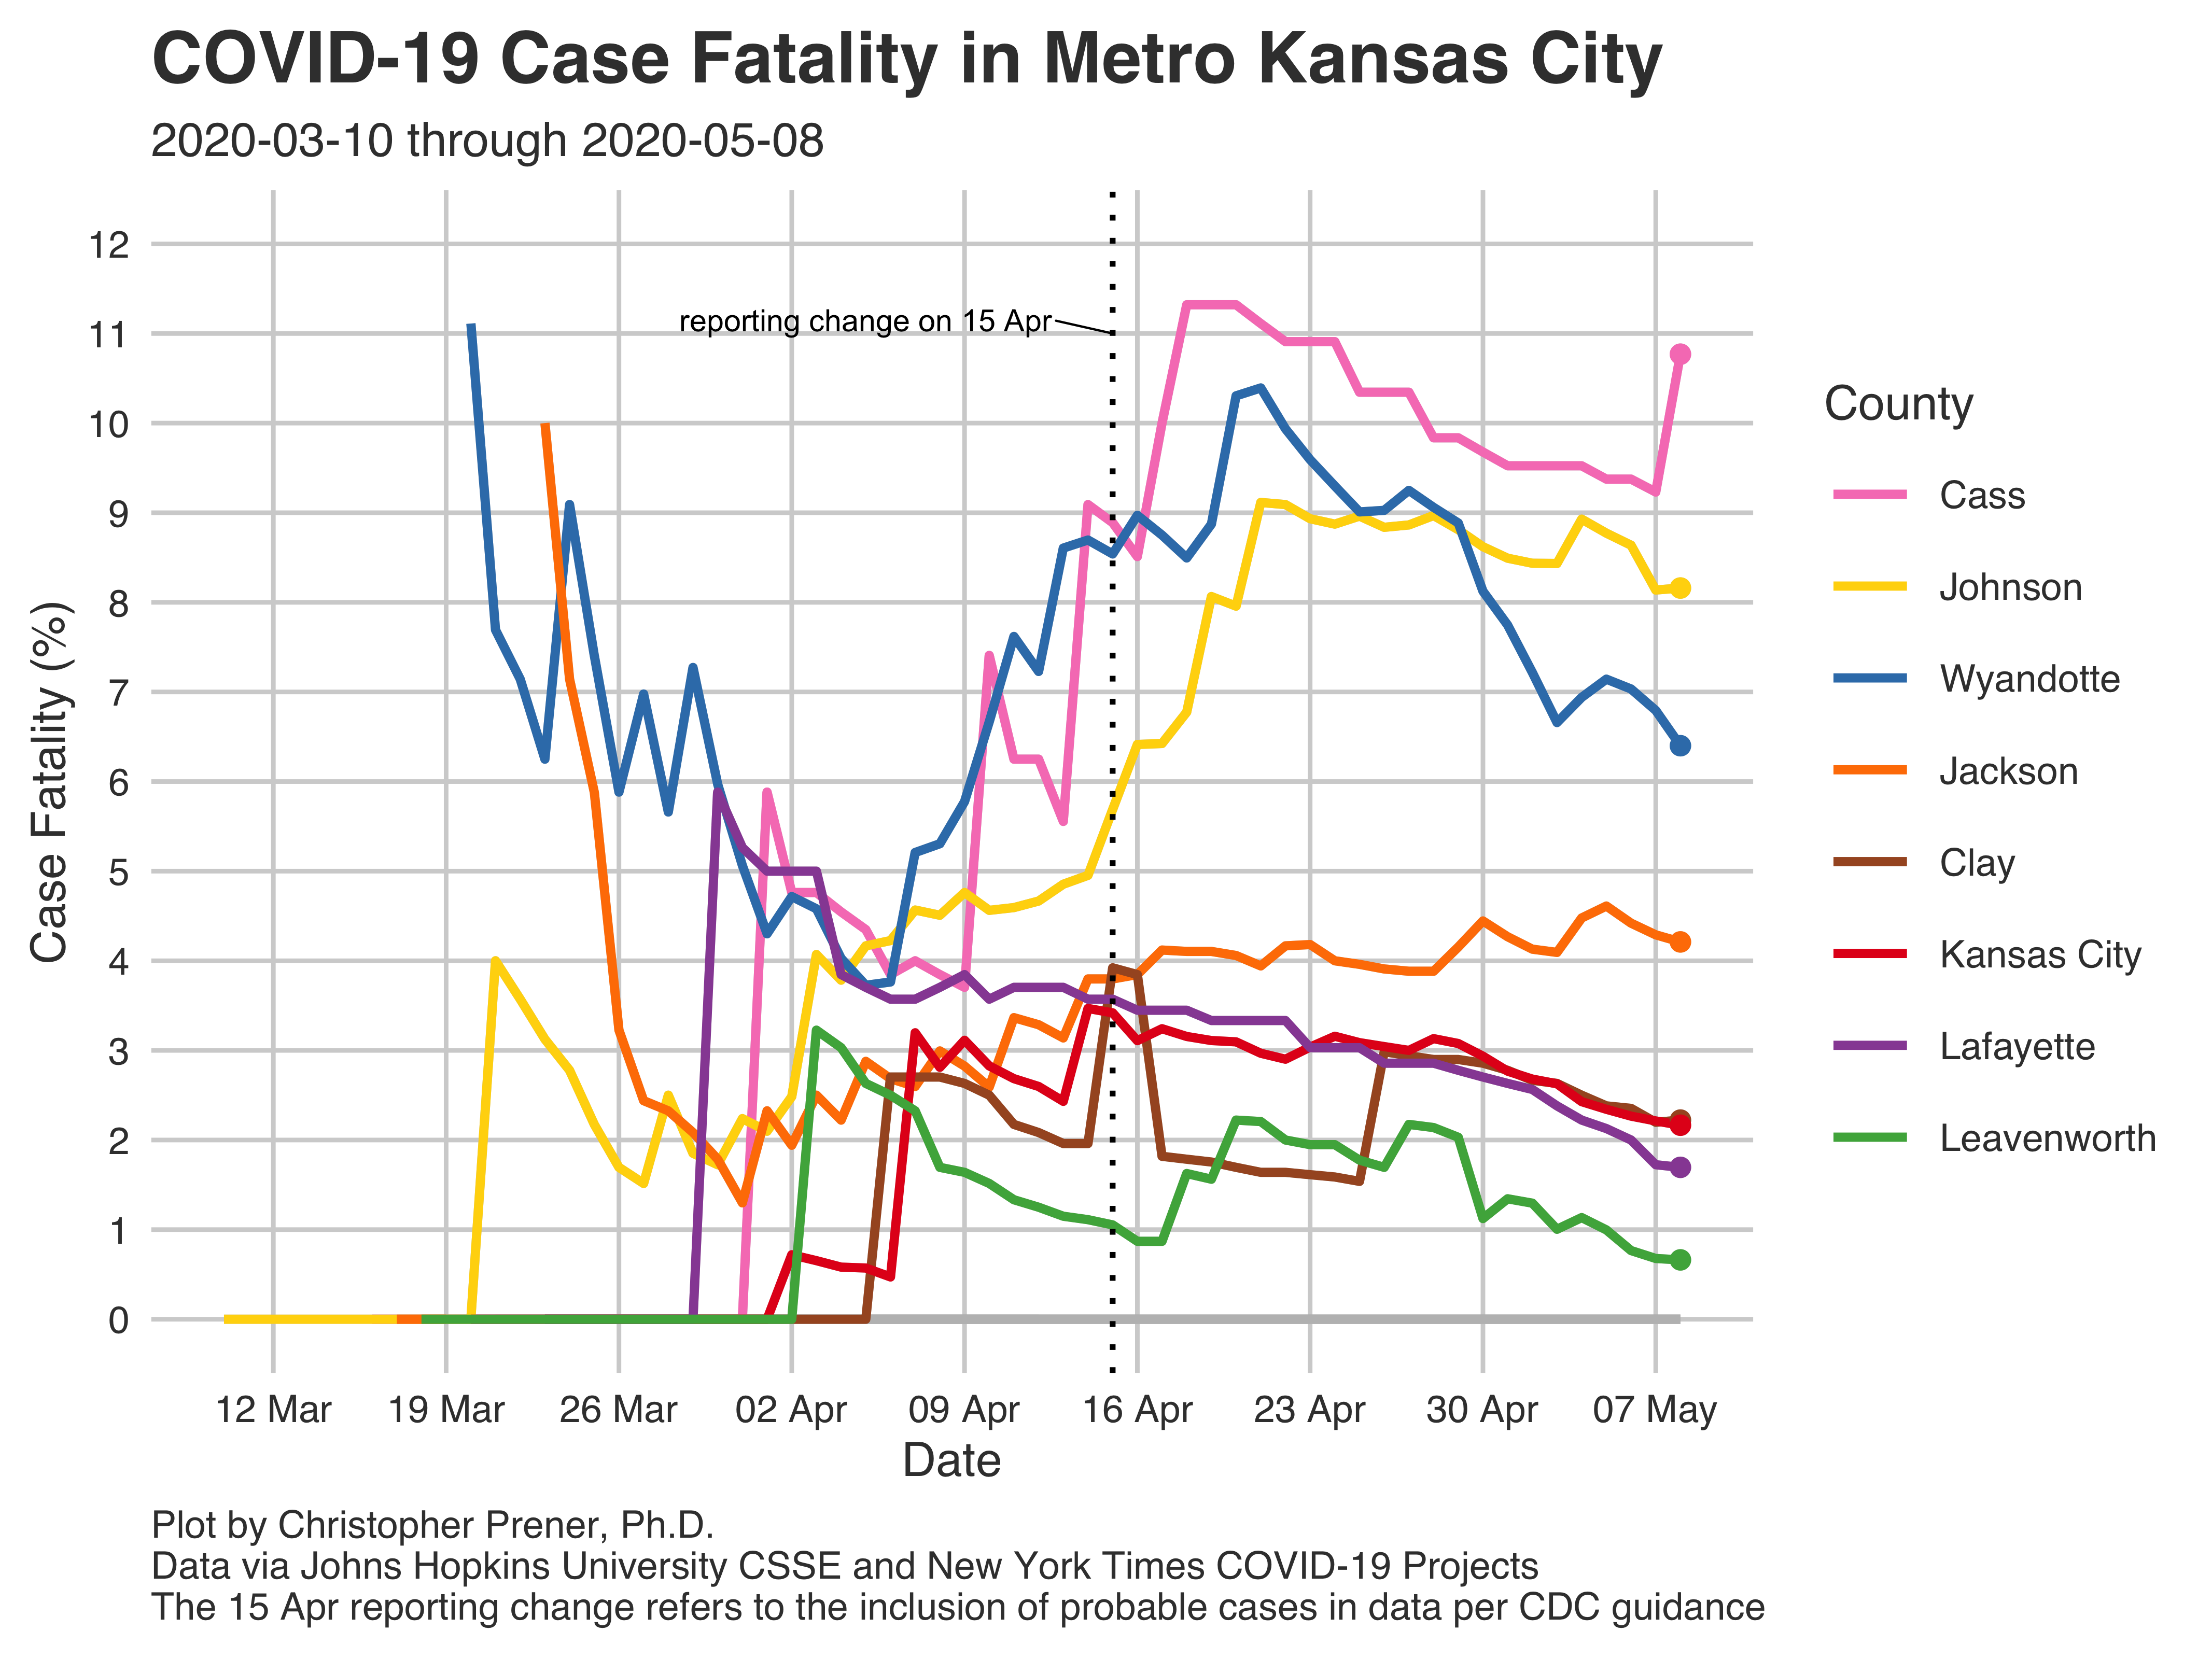 COVID-19 Case Fatality in Metro Kansas City
2020-03-10 through 2020-05-08
12
11
10
9
8
7
6
5
4
3
2
1
0
Case Fatality (%)
reporting change on 15 Apr
12 Mar
19 Mar
26 Mar
02 Apr
09 Apr
16 Apr
23 Apr
30 Apr
07 May
Date
County
Cass
Johnson
Wyandotte
Jackson
Clay
Kansas City
Lafayette
Leavenworth
Plot by Christopher Prener, Ph.D.
Data via Johns Hopkins University CSSE and New York Times COVID-19 Projects
The 15 Apr reporting change refers to the inclusion of probable cases in data per CDC guidance